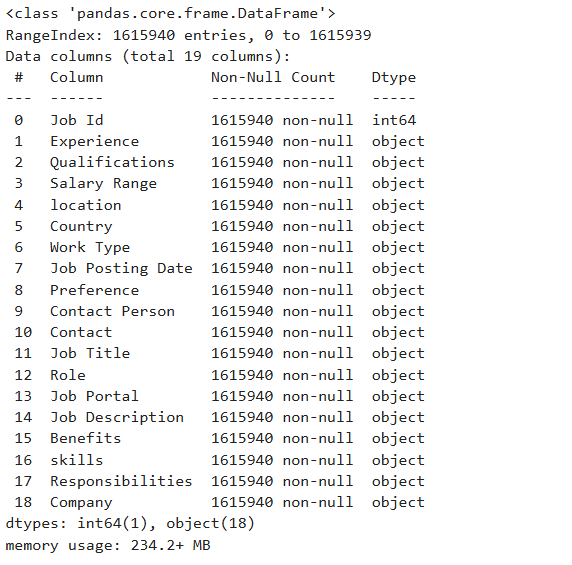 <class 'pandas.core.frame.DataFrame'>
RangeIndex: 1615940 entries, 0 to 1615939
Data columns (total 19 columns):
 #   Column            Non-Null Count    Dtype
---  ------            --------------    -----
 0   Job Id            1615940 non-null  int64
 1   Experience        1615940 non-null  object
 2   Qualifications    1615940 non-null  object
 3   Salary Range      1615940 non-null  object
 4   location          1615940 non-null  object
 5   Country           1615940 non-null  object
 6   Work Type         1615940 non-null  object
 7   Job Posting Date  1615940 non-null  object
 8   Preference        1615940 non-null  object
 9   Contact Person    1615940 non-null  object
 10  Contact           1615940 non-null  object
 11  Job Title         1615940 non-null  object
 12  Role              1615940 non-null  object
 13  Job Portal        1615940 non-null  object
 14  Job Description   1615940 non-null  object
 15  Benefits          1615940 non-null  object
 16  skills            1615940 non-null  object
 17  Responsibilities  1615940 non-null  object
 18  Company           1615940 non-null  object
dtypes: int64(1), object(18)
memory usage: 234.2+ MB